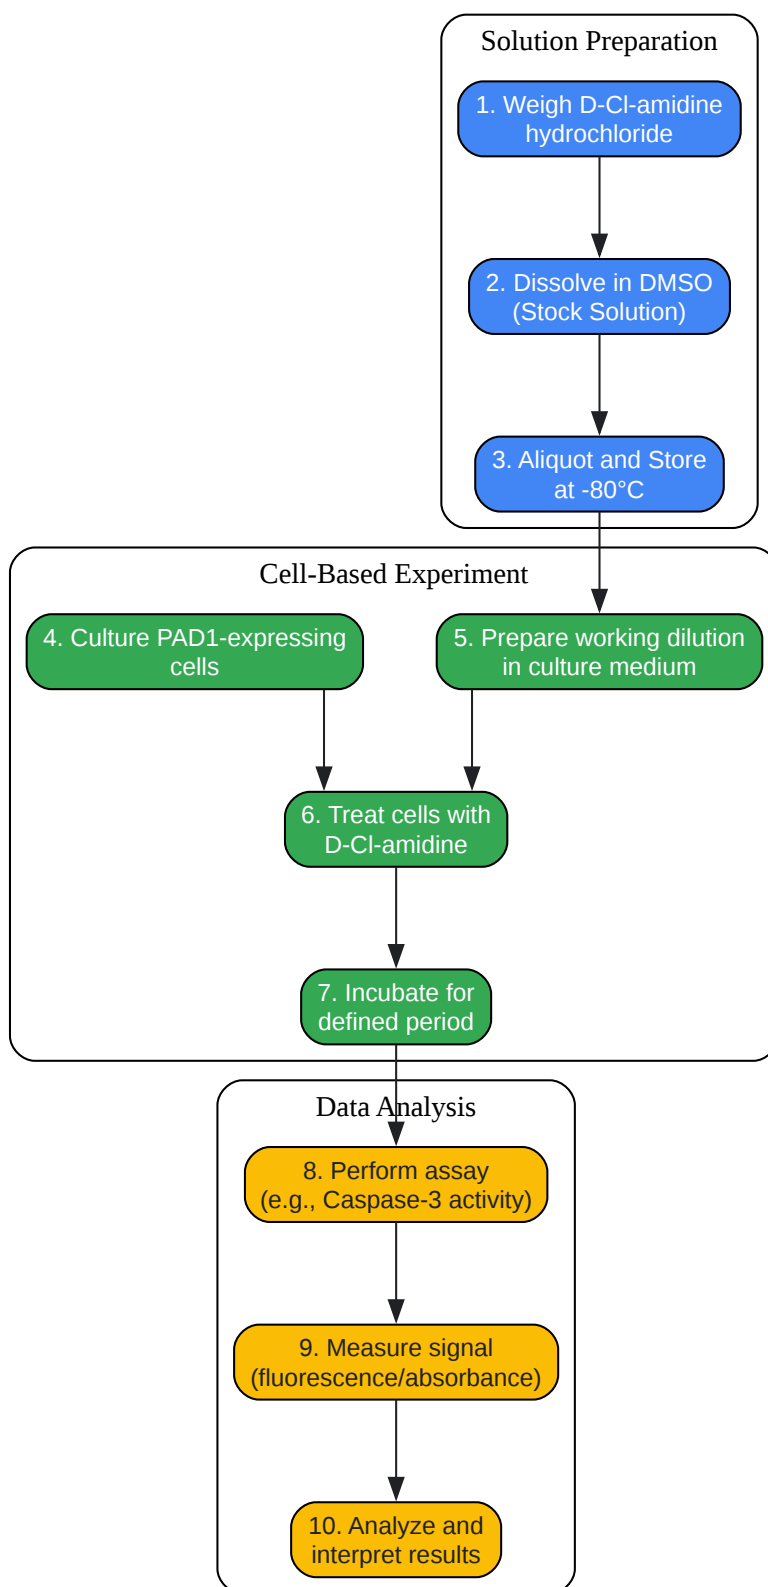 Solution Preparation
1. Weigh D-Cl-amidine
hydrochloride
2. Dissolve in DMSO
(Stock Solution)
3. Aliquot and Store
at -80°C
Cell-Based Experiment
4. Culture PAD1-expressing
cells
5. Prepare working dilution
in culture medium
6. Treat cells with
D-Cl-amidine
7. Incubate for
defined period
Data Analysis
8. Perform assay
(e.g., Caspase-3 activity)
9. Measure signal
(fluorescence/absorbance)
10. Analyze and
interpret results